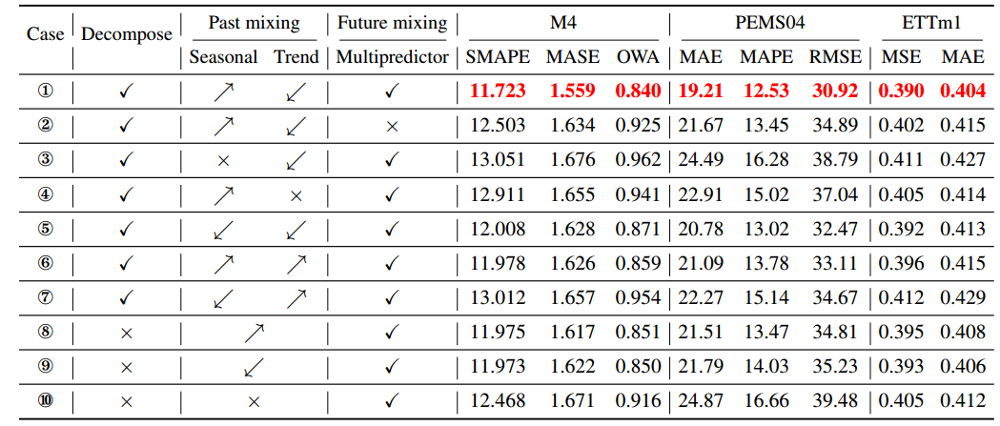 Case Decompose Past mixing Future mixing M4 PEMS04 ETTm1
Seasonal Trend Multipredictor SMAPE MASE OWA MAE MAPE RMSE MSE MAE
① ✓ ↗ ↙ ✓ 11.723 1.559 0.840 19.21 12.53 30.92 0.390 0.404
② ✓ ↗ ↙ × 12.503 1.634 0.925 21.67 13.45 34.89 0.402 0.415
③ ✓ × ↙ ✓ 13.051 1.676 0.962 24.49 16.28 38.79 0.411 0.427
④ ✓ ↗ × ✓ 12.911 1.655 0.941 22.91 15.02 37.04 0.405 0.414
⑤ ✓ ↙ ↙ ✓ 12.008 1.628 0.871 20.78 13.02 32.47 0.392 0.413
⑥ ✓ ↗ ↗ ✓ 11.978 1.626 0.859 21.09 13.78 33.11 0.396 0.415
⑦ ✓ ↙ ↗ ✓ 13.012 1.657 0.954 22.27 15.14 34.67 0.412 0.429
⑧ × ↗ ✓ 11.975 1.617 0.851 21.51 13.47 34.81 0.395 0.408
⑨ × ↙ ✓ 11.973 1.622 0.850 21.79 14.03 35.23 0.393 0.406
⑩ × × ✓ 12.468 1.671 0.916 24.87 16.66 39.48 0.405 0.412